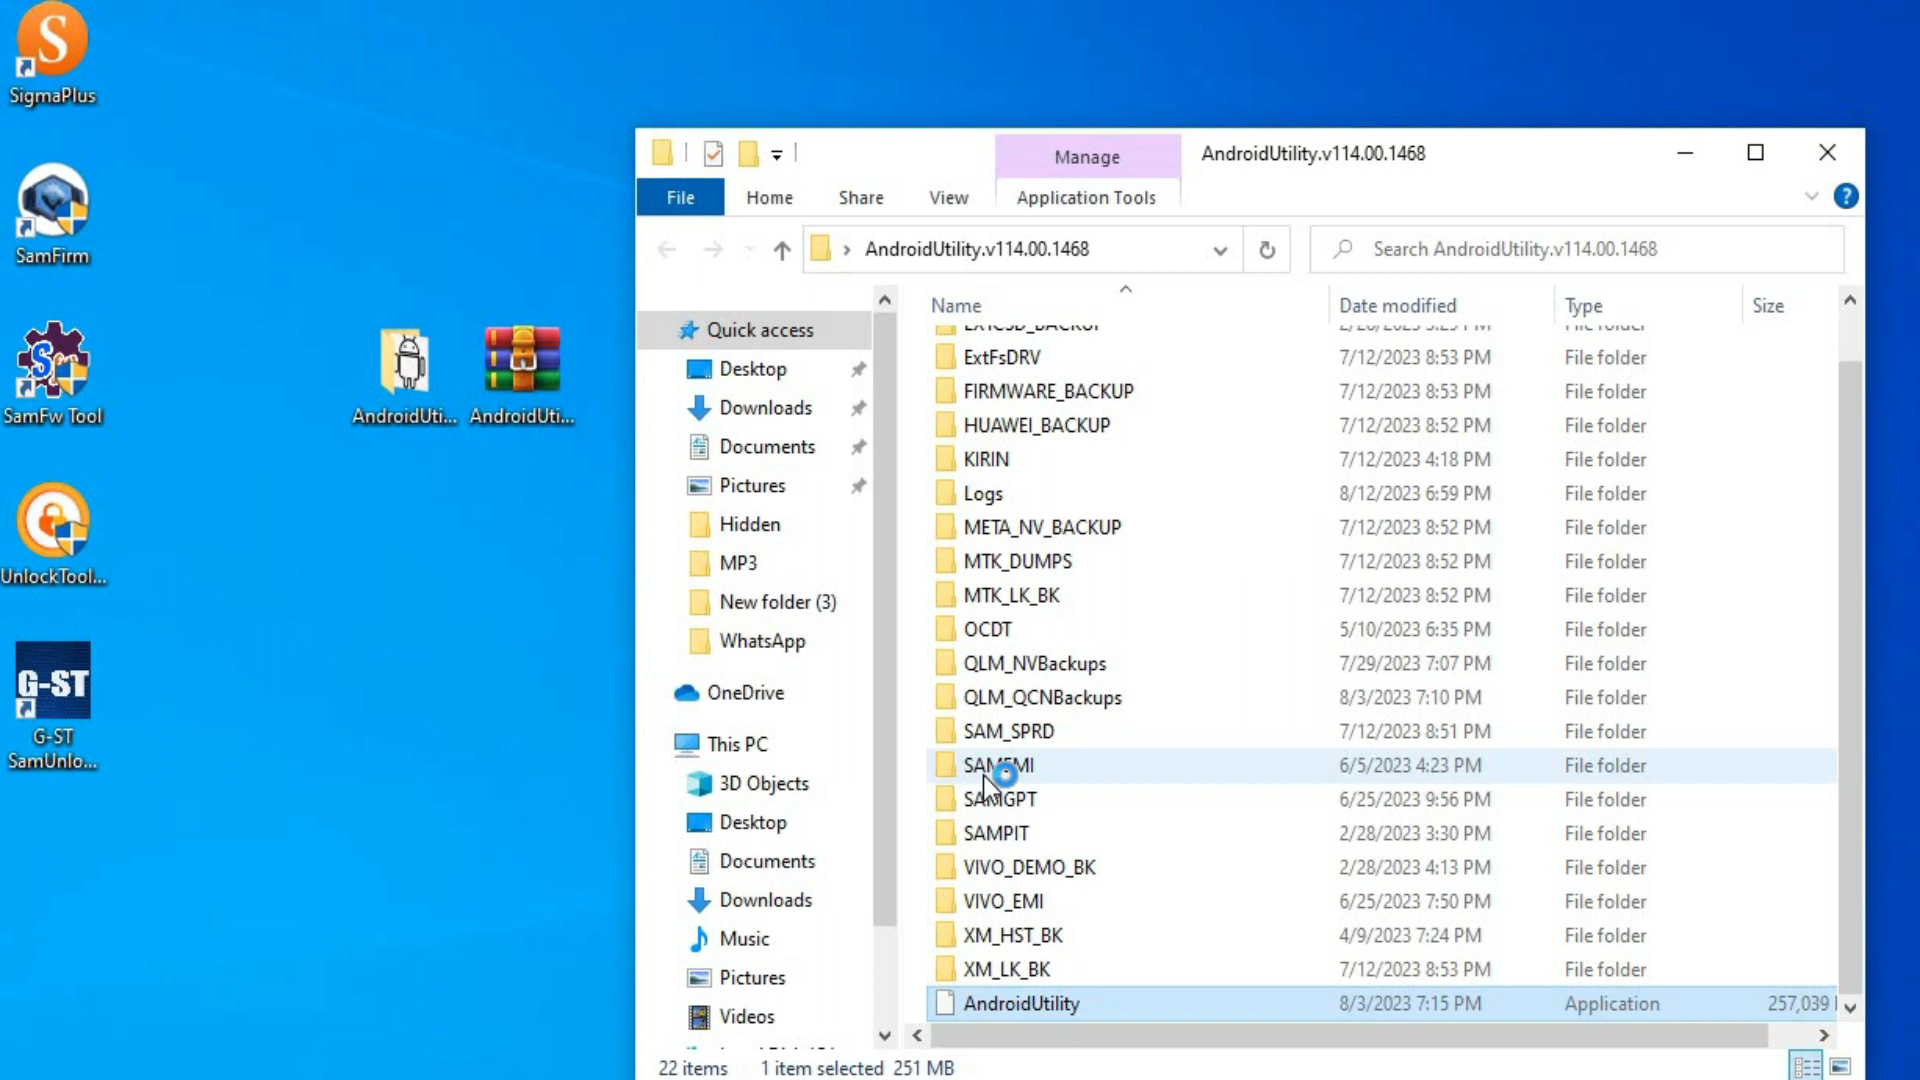 SigmaPlus
SamFirm
SamFw Tool
UnlockTool...
G-ST
G-ST
SamUnlo...
AndroidUti...
AndroidUti...
Manage
AndroidUtility.v114.00.1468
File
Home
Share
View
Application Tools
?
AndroidUtility.v114.00.1468
Search AndroidUtility.v114.00.1468
Quick access
Desktop
Downloads
Documents
Pictures
Hidden
MP3
New folder (3)
WhatsApp
OneDrive
This PC
3D Objects
Desktop
Documents
Downloads
Music
Pictures
Videos
Name Date modified Type Size
ExtFsDRV 7/12/2023 8:53 PM File folder
FIRMWARE_BACKUP 7/12/2023 8:53 PM File folder
HUAWEI_BACKUP 7/12/2023 8:52 PM File folder
KIRIN 7/12/2023 4:18 PM File folder
Logs 8/12/2023 6:59 PM File folder
META_NV_BACKUP 7/12/2023 8:52 PM File folder
MTK_DUMPS 7/12/2023 8:52 PM File folder
MTK_LK_BK 7/12/2023 8:52 PM File folder
OCDT 5/10/2023 6:35 PM File folder
QLM_NVBackups 7/29/2023 7:07 PM File folder
QLM_QCNBackups 8/3/2023 7:10 PM File folder
SAM_SPRD 7/12/2023 8:51 PM File folder
SAMEMI 6/5/2023 4:23 PM File folder
SAMGPT 6/25/2023 9:56 PM File folder
SAMPIT 2/28/2023 3:30 PM File folder
VIVO_DEMO_BK 2/28/2023 4:13 PM File folder
VIVO_EMI 6/25/2023 7:50 PM File folder
XM_HST_BK 4/9/2023 7:24 PM File folder
XM_LK_BK 7/12/2023 8:53 PM File folder
AndroidUtility 8/3/2023 7:15 PM Application 257,039
22 items 1 item selected 251 MB